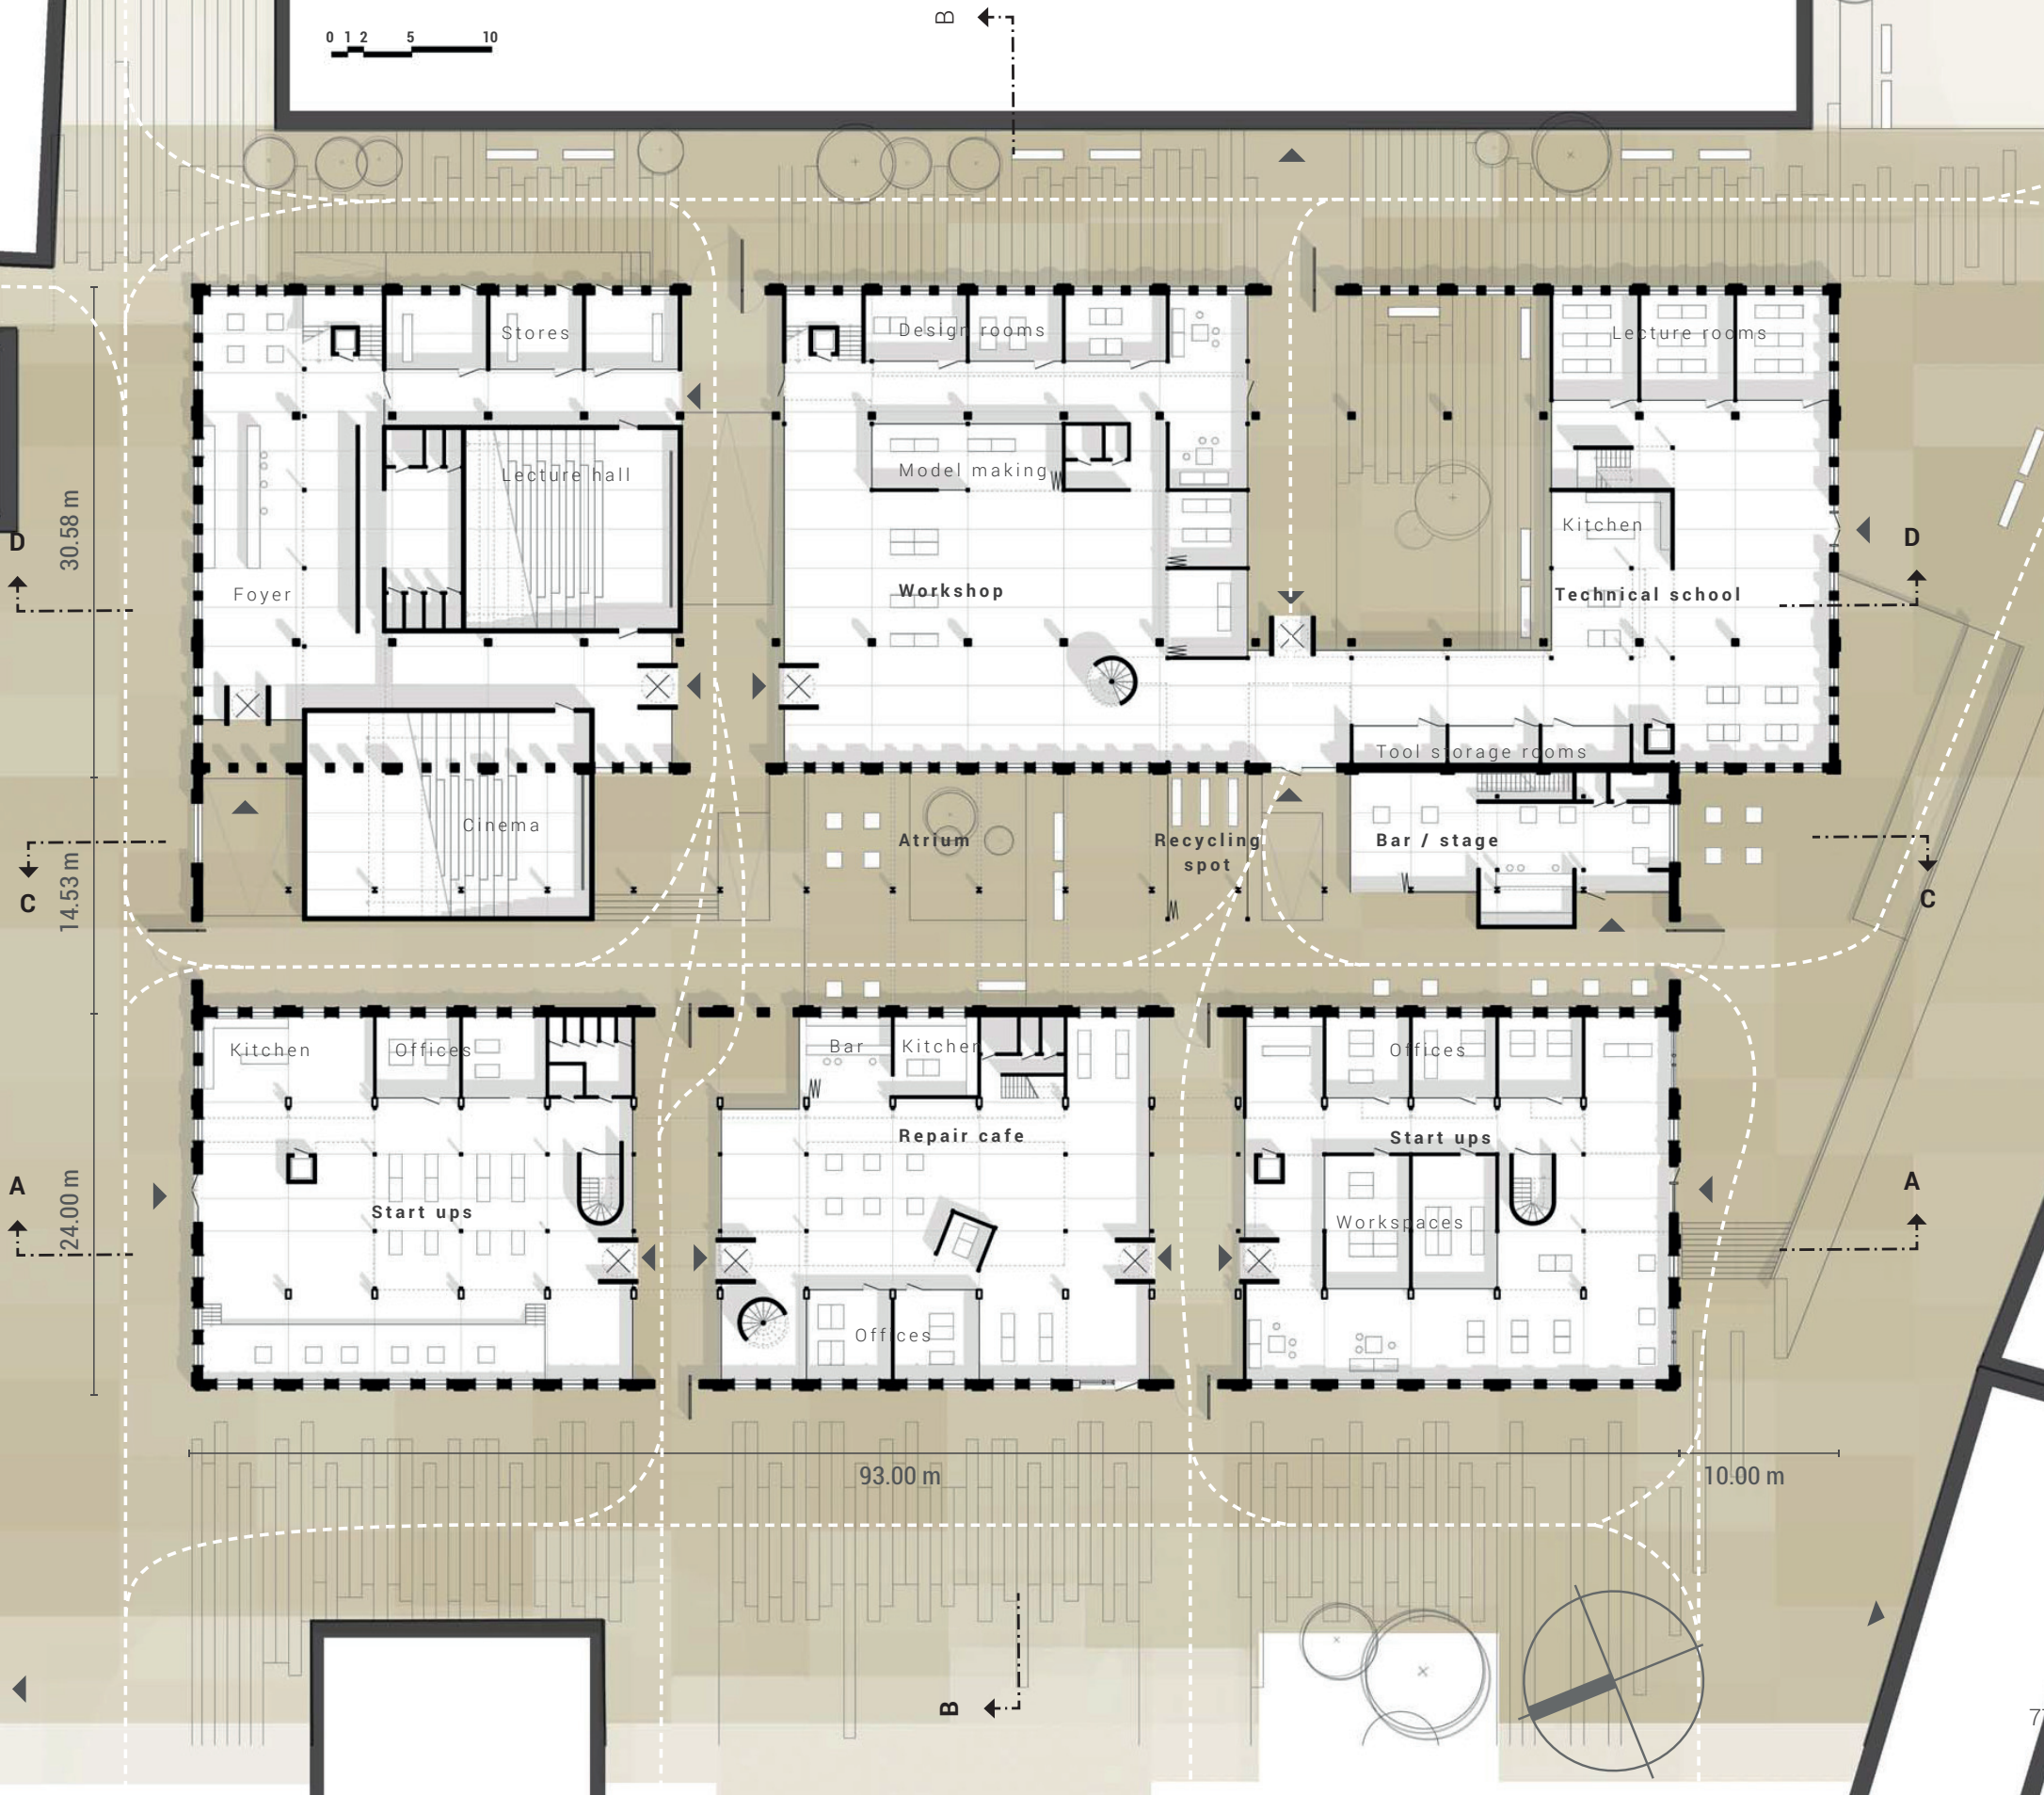 B
0 1 2 5 10
Stores
Design rooms
Lecture rooms
Lecture hall
Model making
Kitchen
30.58 m
D
D
Foyer
Workshop
Technical school
Tool storage rooms
Cinema
Atrium
Recycling
spot
Bar / stage
14.53 m
C
C
Kitchen
Offices
Bar
Kitchen
Offices
Repair cafe
Start ups
A
A
24.00 m
Start ups
Workspaces
Offices
93.00 m
10.00 m
B